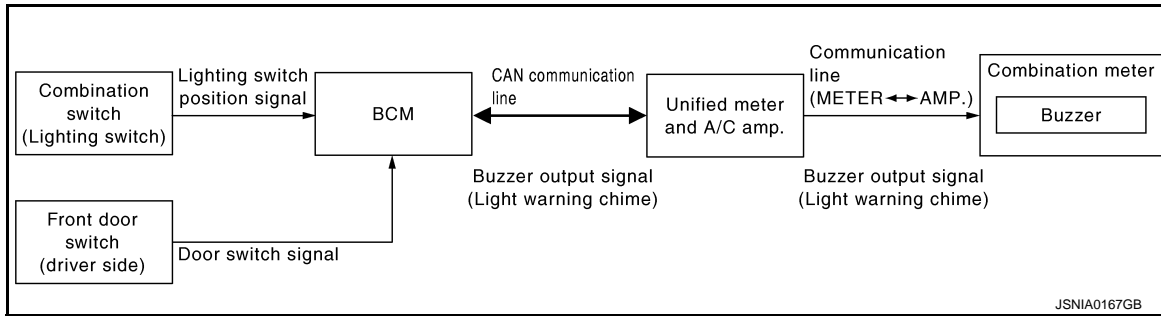 Combination
switch
(Lighting switch)
Lighting switch
position signal
BCM
CAN communication
line
Unified meter
and A/C amp.
Communication
line
(METER↔AMP.)
Combination meter
Buzzer
Buzzer output signal
(Light warning chime)
Buzzer output signal
(Light warning chime)
Front door
switch
(driver side)
Door switch signal
JSNIA0167GB